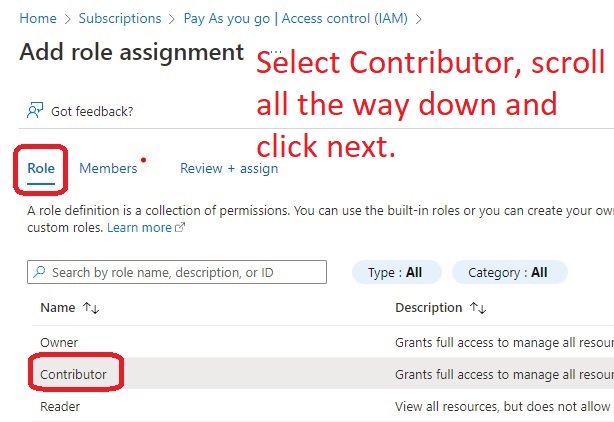 Home > Subscriptions > Pay As you go | Access control (IAM) >
Add role assignment ...
Select Contributor, scroll
all the way down and
click next.
Got feedback?
Role Members Review + assign
A role definition is a collection of permissions. You can use the built-in roles or you can create your own
custom roles. Learn more
Search by role name, description, or ID Type : All Category : All
Name ↑↓ Description ↑↓
Owner Grants full access to manage all resou
Contributor Grants full access to manage all resou
Reader View all resources, but does not allow